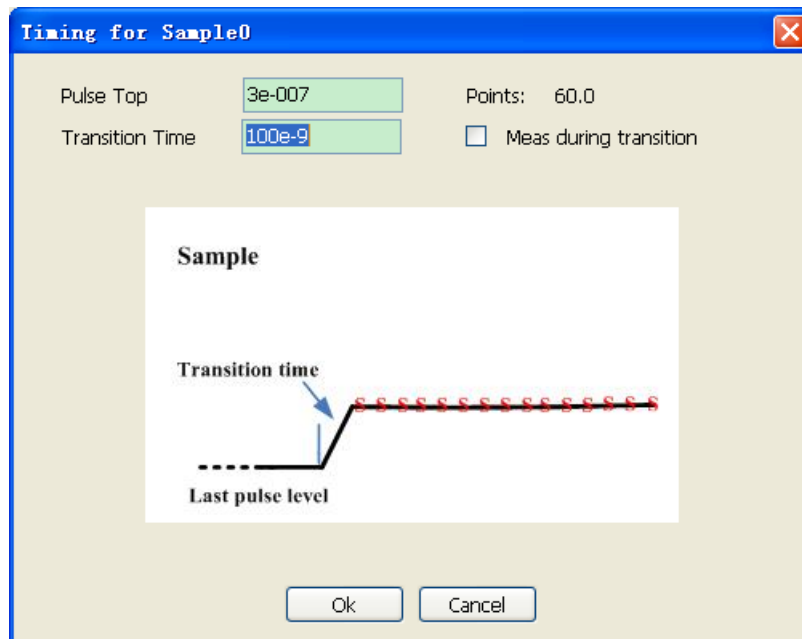 Timing for Sample0
Pulse Top 3e-007 Points: 60.0
Transition Time 100e-9 Meas during transition
Sample
Transition time
S S S S S S S S S S S S S S S
Last pulse level
Ok Cancel